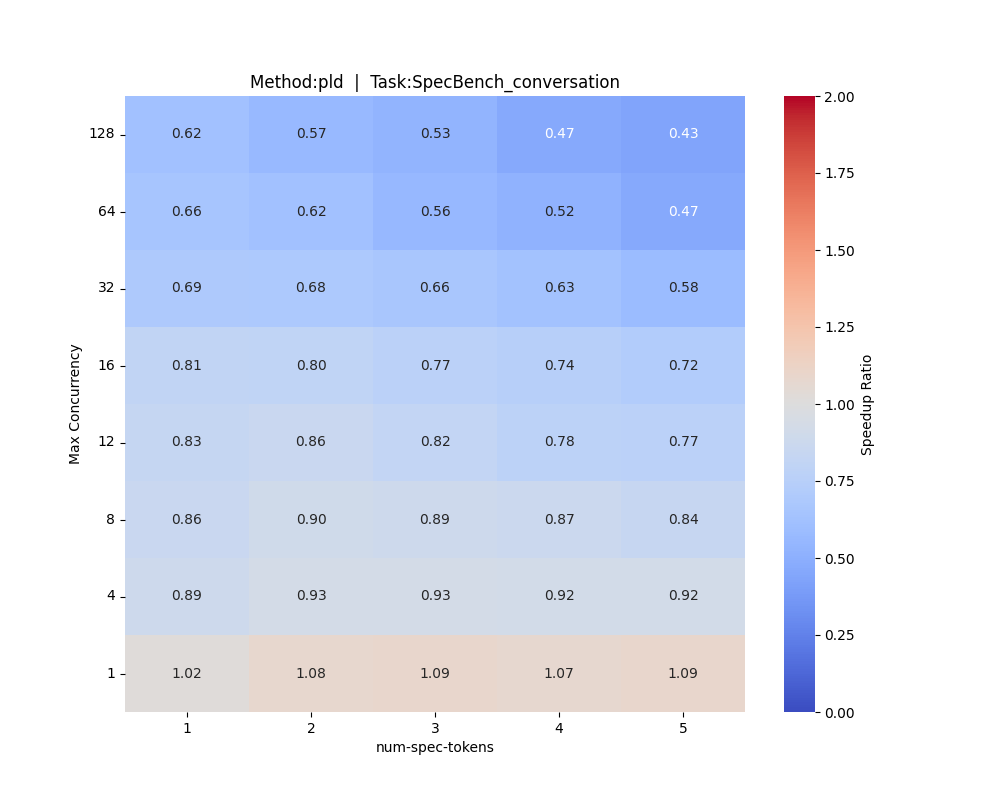 Method:pld | Task:SpecBench_conversation
128 0.62 0.57 0.53 0.47 0.43
64 0.66 0.62 0.56 0.52 0.47
32 0.69 0.68 0.66 0.63 0.58
16 0.81 0.80 0.77 0.74 0.72
12 0.83 0.86 0.82 0.78 0.77
8 0.86 0.90 0.89 0.87 0.84
4 0.89 0.93 0.93 0.92 0.92
1 1.02 1.08 1.09 1.07 1.09
1 2 3 4 5
num-spec-tokens
Max Concurrency
2.00
1.75
1.50
1.25
1.00
0.75
0.50
0.25
0.00
Speedup Ratio